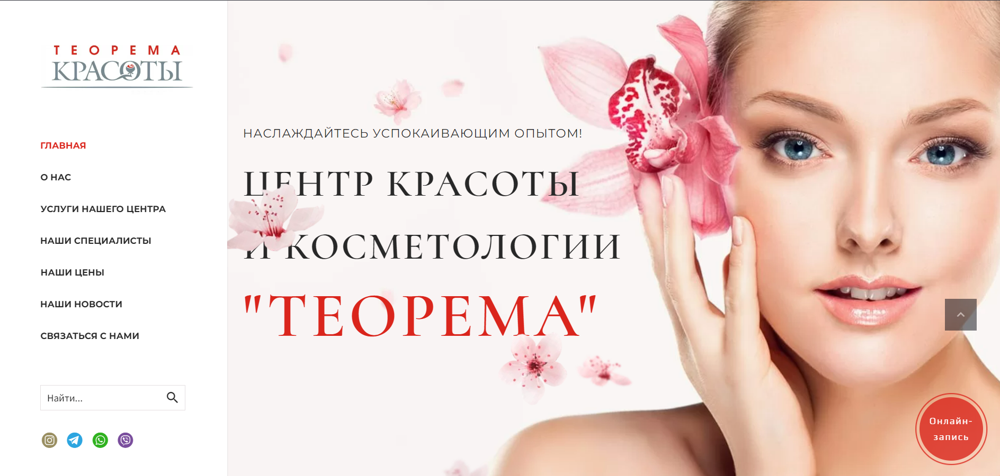 ТЕОРЕМА
КРАСОТЫ
ГЛАВНАЯ
О НАС
УСЛУГИ НАШЕГО ЦЕНТРА
НАШИ СПЕЦИАЛИСТЫ
НАШИ ЦЕНЫ
НАШИ НОВОСТИ
СВЯЗАТЬСЯ С НАМИ
Найти...
НАСЛАЖДАЙТЕСЬ УСПОКАИВАЮЩИМ ОПЫТОМ!
ЦЕНТР КРАСОТЫ
И КОСМЕТОЛОГИИ
"ТЕОРЕМА"
Онлайн-
запись